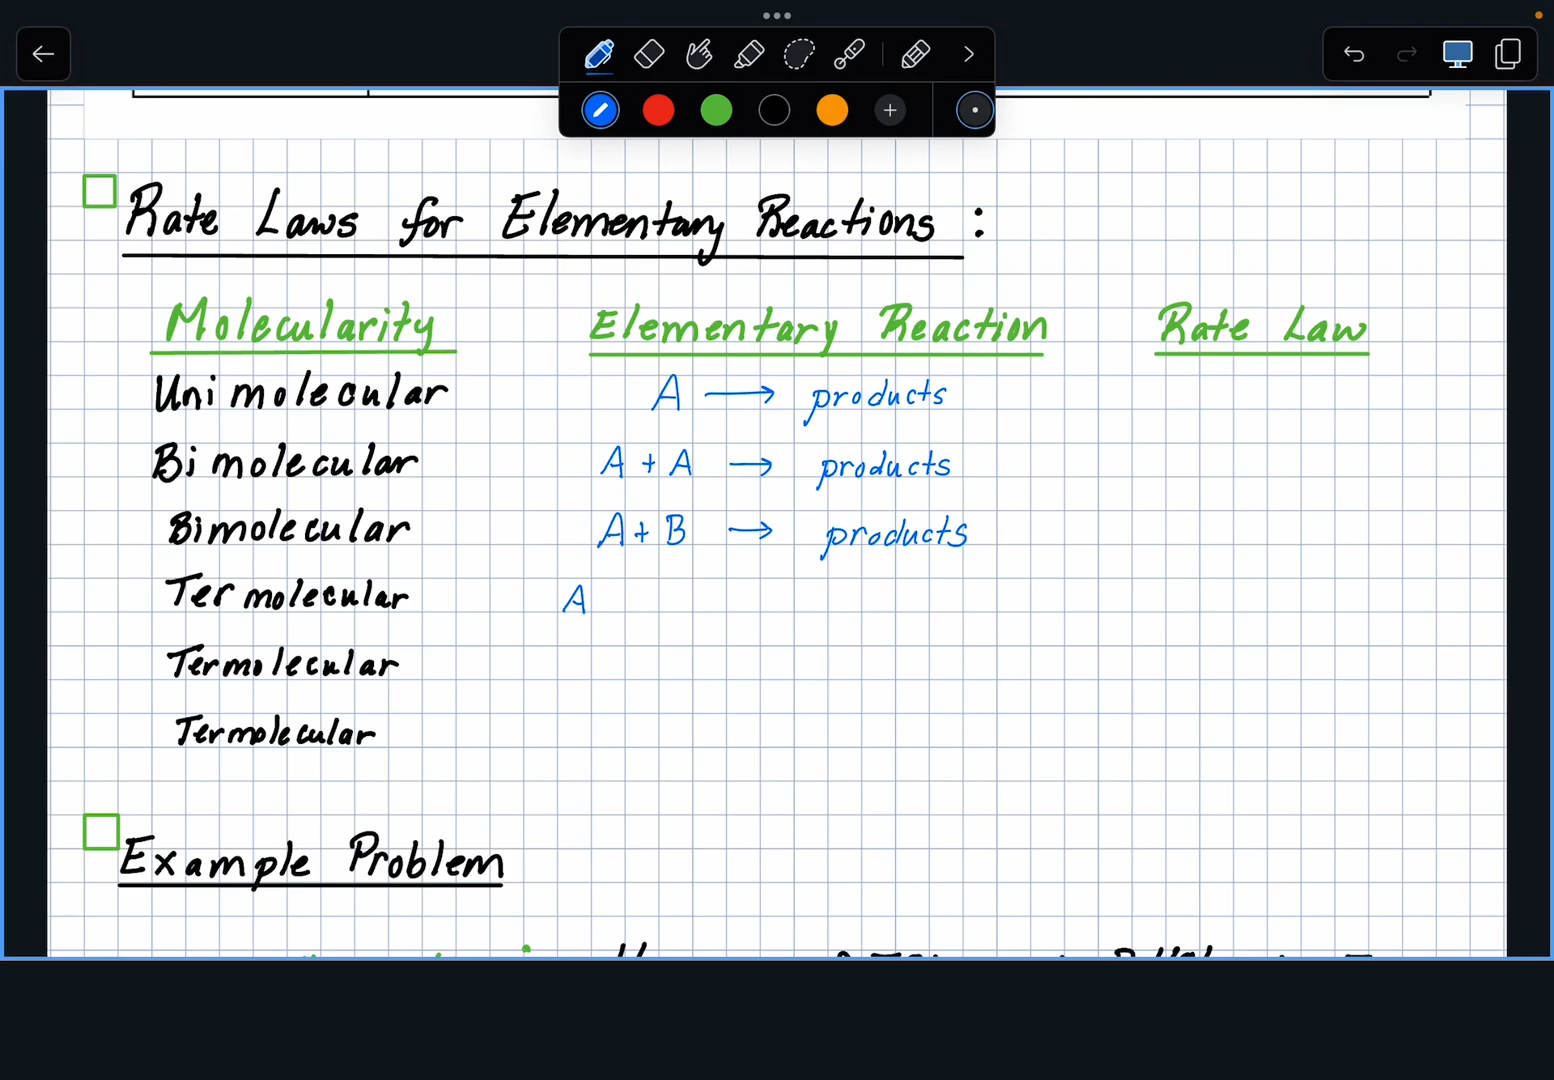 Rate Laws for Elementary Reactions :
Molecularity Elementary Reaction Rate Law
Unimolecular A → products
Bimolecular A + A → products
Bimolecular A + B → products
Termolecular A
Termolecular
Termolecular
Example Problem